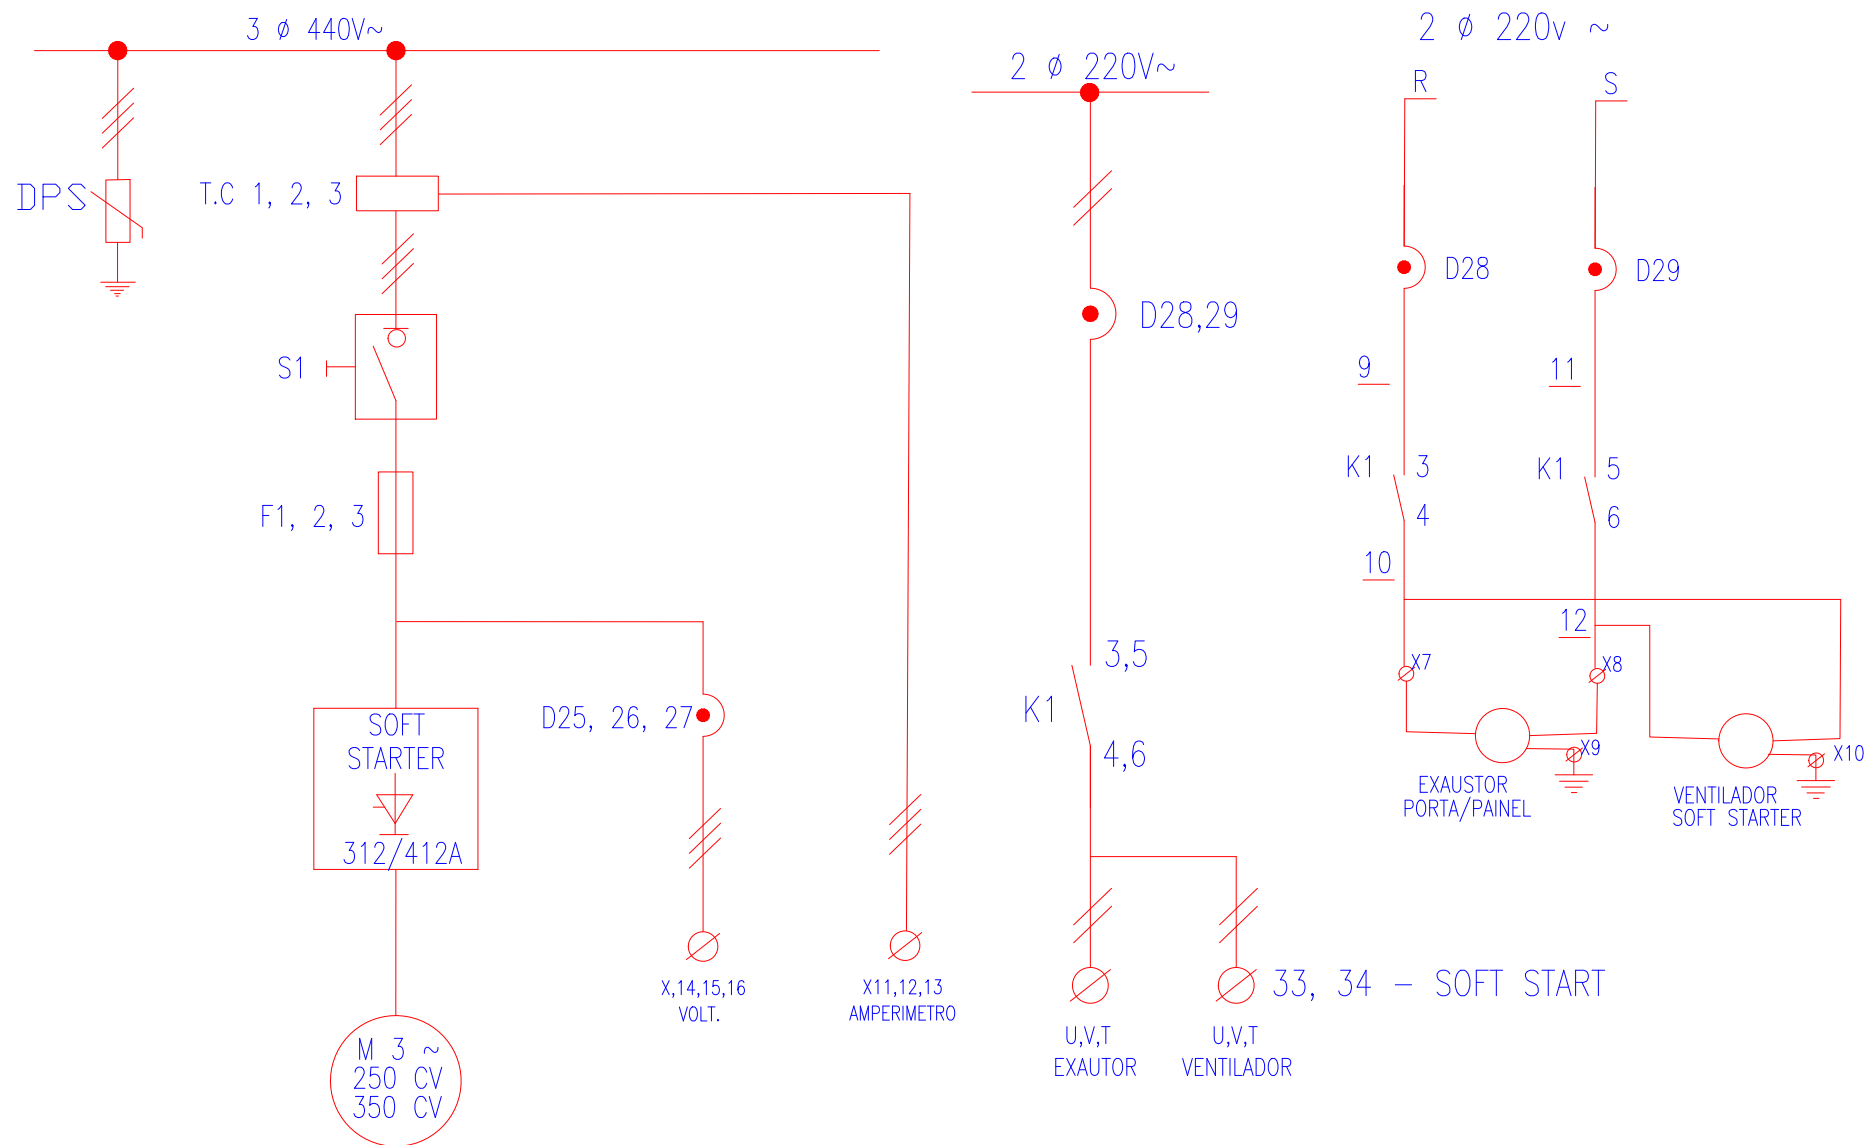 3 ø 440V~
DPS
T.C 1, 2, 3
S1
F1, 2, 3
SOFT
STARTER
312/412A
M 3 ~
250 CV
350 CV
D25, 26, 27
X,14,15,16
VOLT.
X11,12,13
AMPERIMETRO
2 ø 220V~
D28,29
3,5
K1
4,6
33, 34 - SOFT START
U,V,T
EXAUTOR
U,V,T
VENTILADOR
2 ø 220v ~
R
S
D28
D29
9
11
K1 3
4
K1 5
6
10
12
X7
X8
X9
X10
EXAUSTOR
PORTA/PAINEL
VENTILADOR
SOFT STARTER